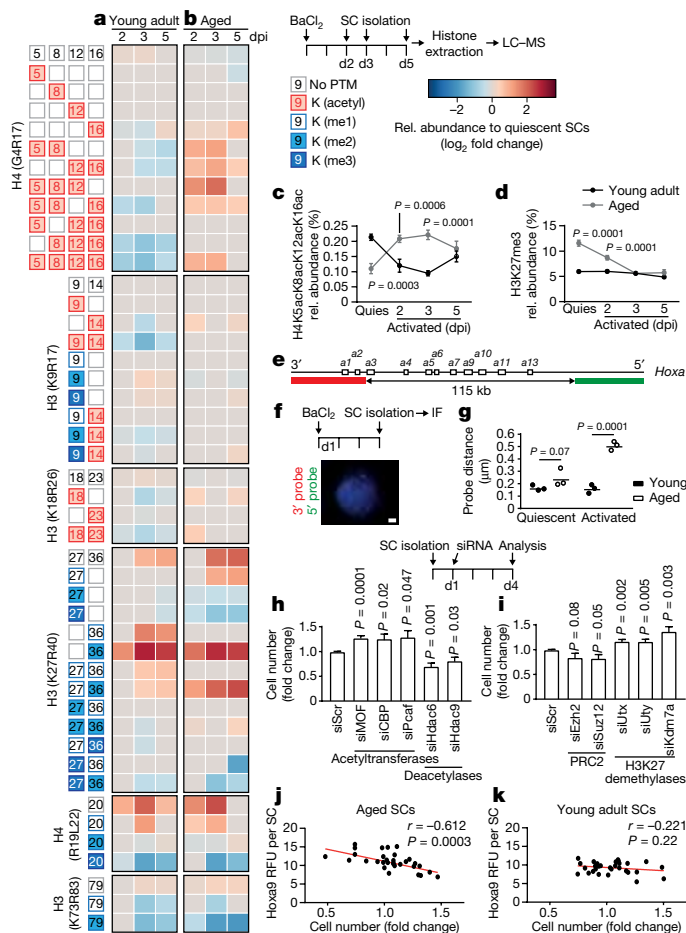 a Young adult
2 3 5
b Aged
2 3 5 dpi
5 8 12 16
5
8
12
16
5 8
12 16
5 8 12
5 8 16
5 12 16
8 12 16
5 8 12 16
H4 (G4R17)
9 14
9
14
9 14
9
9
9
9 14
9 14
9 14
H3 (K9R17)
18 23
18
23
18 23
H3 (K18R26)
27 36
27
27
27
36
36
27 36
27 36
27 36
27 36
27 36
27 36
27 36
H3 (K27R40)
20
20
20
20
H4
(R19L22)
79
79
79
H3
(K73R83)
BaCl2 SC isolation
d2 d3 d5
Histone
extraction
LC–MS
9 No PTM
9 K (acetyl)
9 K (me1)
9 K (me2)
9 K (me3)
−2 0 2
Rel. abundance to quiescent SCs
(log2 fold change)
c
H4K5acK8acK12acK16ac
rel. abundance (%)
0.25
0.20
0.15
0.10
0.05
0
P = 0.0006
P = 0.0001
P = 0.0003
Quies 2 3 5
Activated (dpi)
d
Young adult
Aged
H3K27me3
rel. abundance (%)
15
10
5
0
P = 0.0001
P = 0.0001
Quies 2 3 5
Activated (dpi)
e
3′ a1 a2 a3 a4 a5 a6 a7 a9 a10 a11 a13 5′ Hoxa
115 kb
f
BaCl2 SC isolation IF
d1
3′ probe
5′ probe
g
Probe distance
(μm)
0.6
0.5
0.4
0.3
0.2
0.1
0
P = 0.07
P = 0.0001
Quiescent Activated
Young
Aged
SC isolation siRNA Analysis
d1 d4
h
Cell number
(fold change)
1.5
1.0
0.5
0
P = 0.0001
P = 0.02
P = 0.047
P = 0.001
P = 0.03
siScr
siMOF
siCBP
siPcaf
siHdac6
siHdac9
Acetyltransferases
Deacetylases
i
Cell number
(fold change)
1.5
1.0
0.5
0
P = 0.08
P = 0.05
P = 0.002
P = 0.005
P = 0.003
siScr
siEzh2
siSuz12
siUtx
siUty
siKdm7a
PRC2
H3K27
demethylases
j
Aged SCs
r = −0.612
P = 0.0003
Hoxa9 RFU per SC
20
15
10
5
0
0.5 1.0 1.5
Cell number (fold change)
k
Young adult SCs
r = −0.221
P = 0.22
Hoxa9 RFU per SC
20
15
10
5
0
0.5 1.0 1.5
Cell number (fold change)